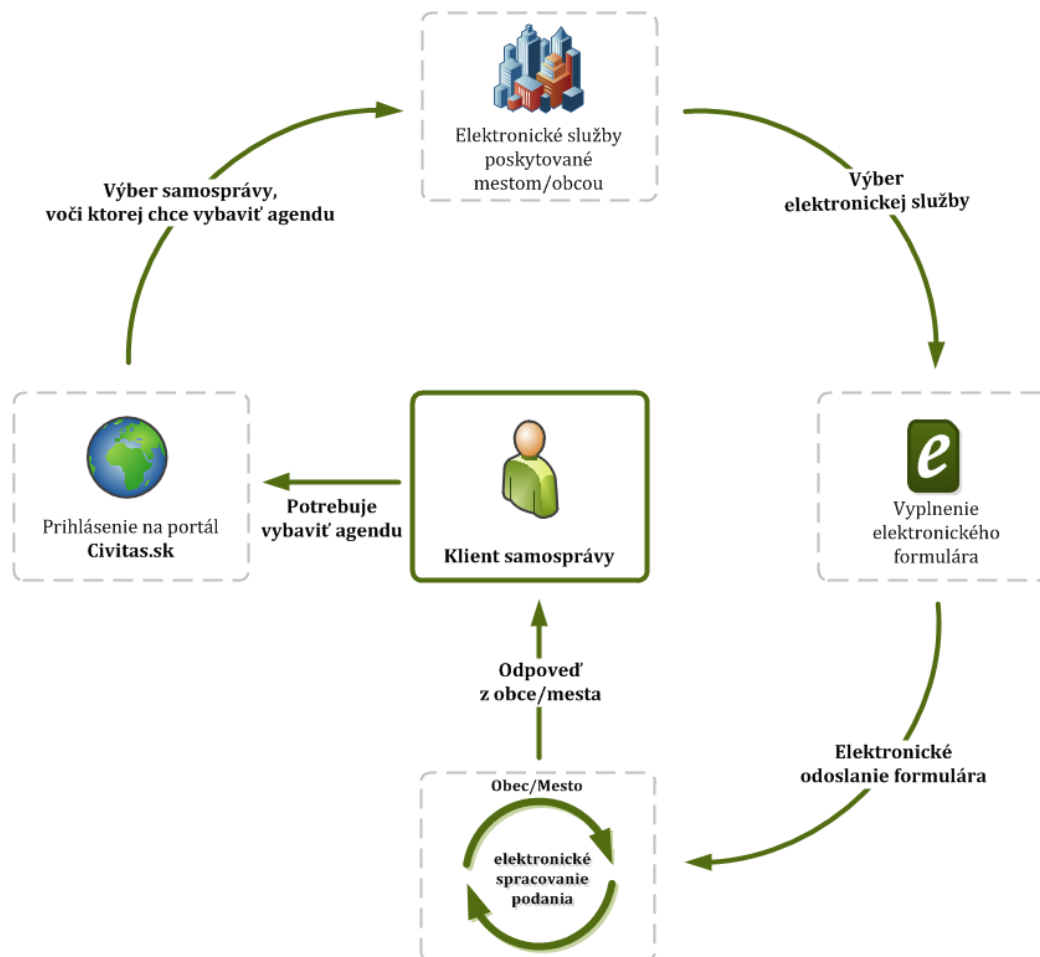 Elektronické služby
poskytované
mestom/obcou
Výber samosprávy,
voči ktorej chce vybaviť agendu
Výber
elektronickej služby
Prihlásenie na portál
Civitas.sk
Potrebuje
vybaviť agendu
Klient samosprávy
e
Vyplnenie
elektronického
formulára
Odpoveď
z obce/mesta
Elektronické
odoslanie formulára
Obec/Mesto
elektronické
spracovanie
podania